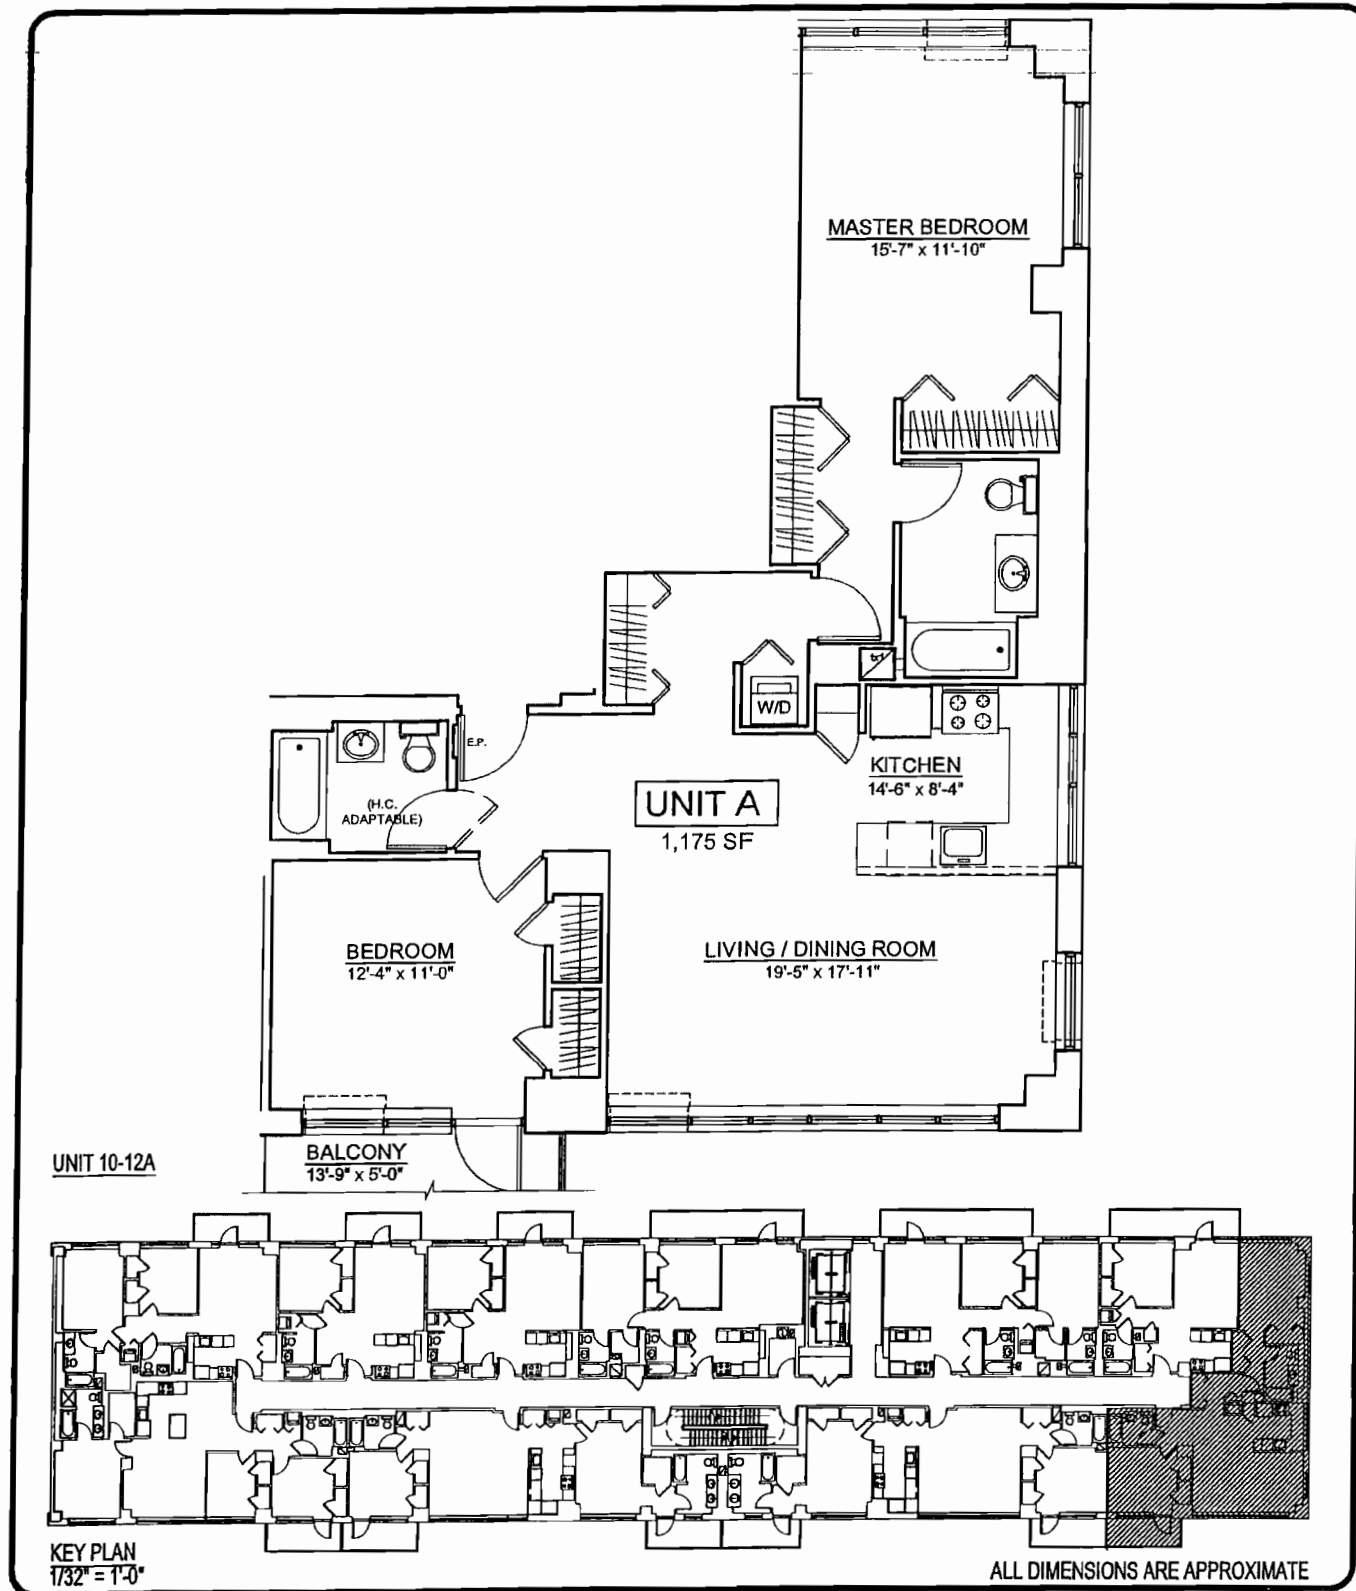 MASTER BEDROOM
15'-7" x 11'-10"
W/D
E.P.
KITCHEN
14'-6" x 8'-4"
UNIT A
1,175 SF
(H.C.
ADAPTABLE)
BEDROOM
12'-4" x 11'-0"
LIVING / DINING ROOM
19'-5" x 17'-11"
BALCONY
13'-9" x 5'-0"
UNIT 10-12A
KEY PLAN
1/32" = 1'-0"
ALL DIMENSIONS ARE APPROXIMATE